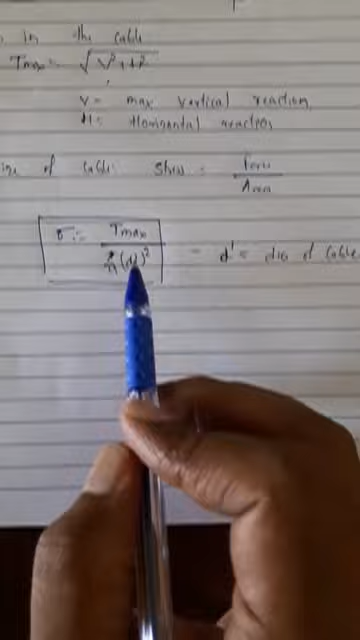 in the cable
Tmax = √V²+H²
V = max vertical reaction
H = Horizontal reaction
size of cable: stress = Force / Area
σ = Tmax / (d')² - d' = dia of cable